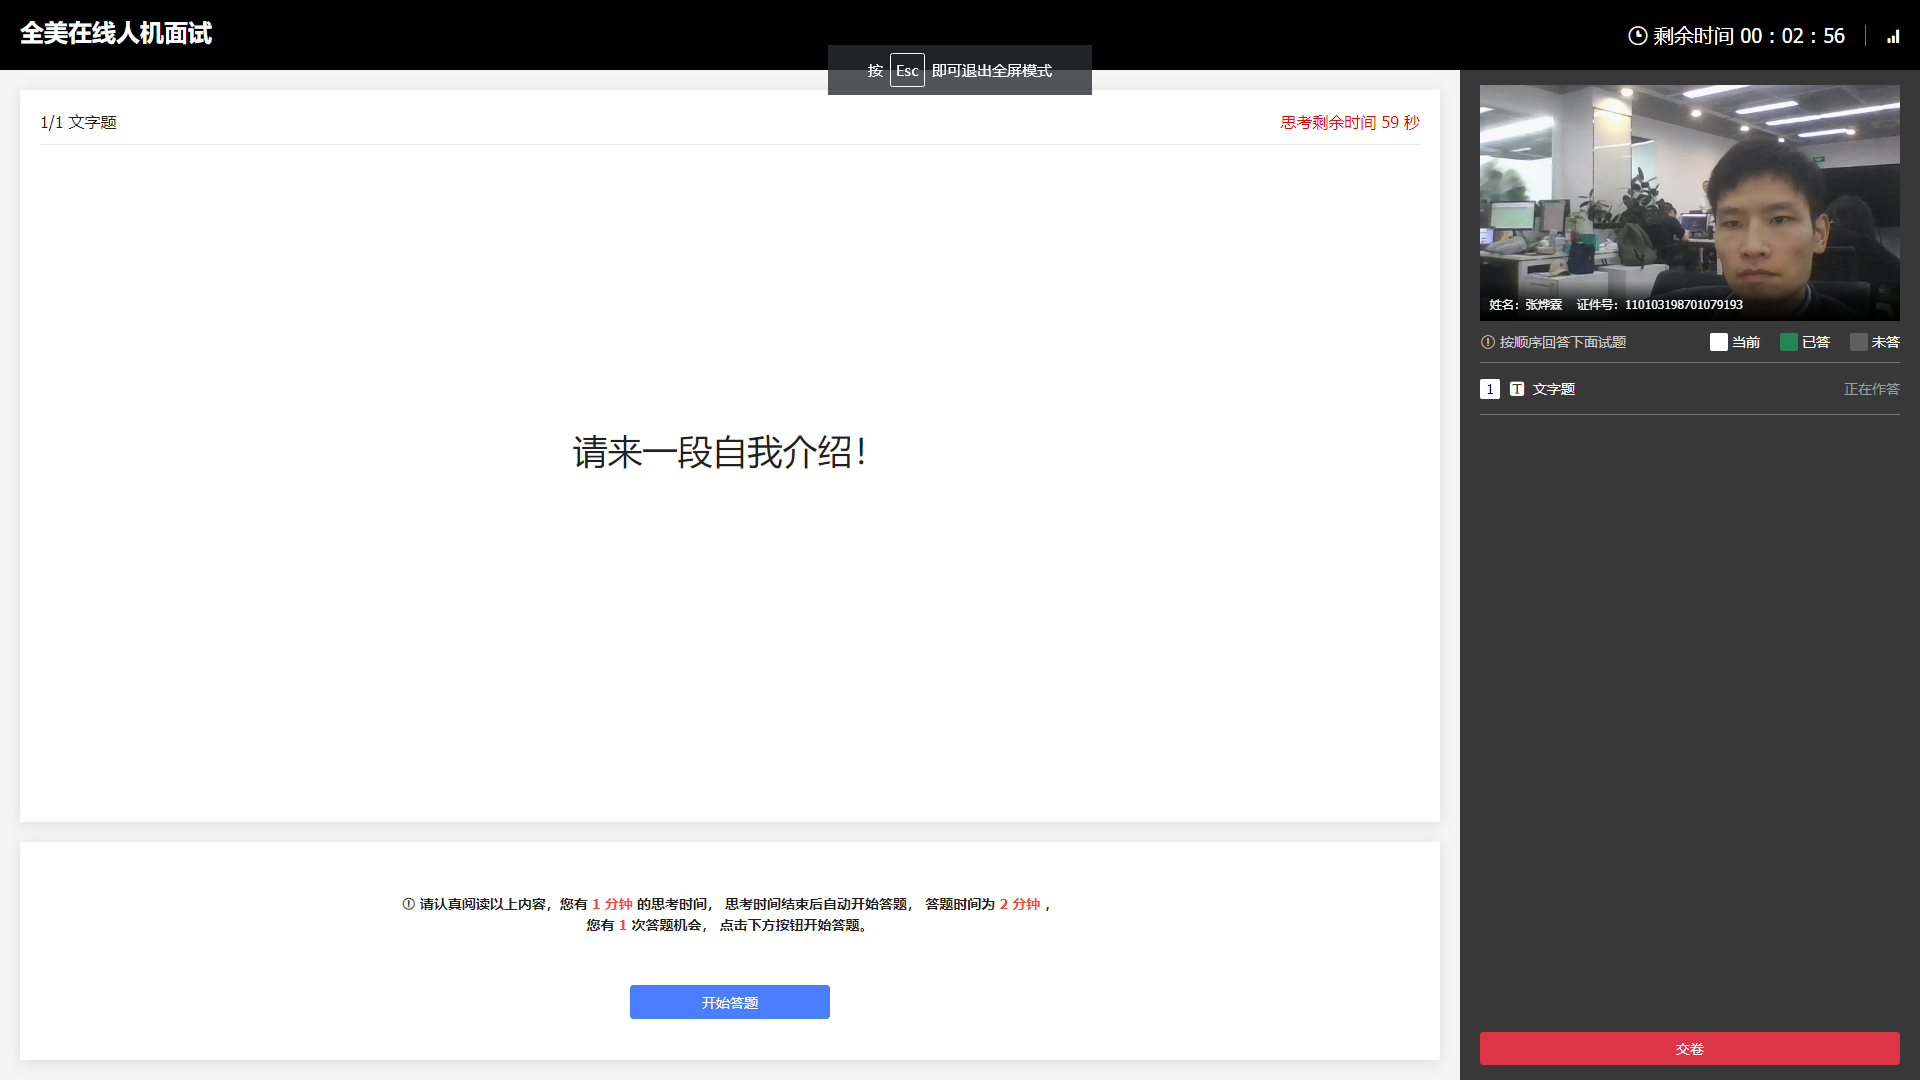 全美在线人机面试
剩余时间 00 : 02 : 56
按 Esc 即可退出全屏模式
1/1 文字题
思考剩余时间 59 秒
请来一段自我介绍！
请认真阅读以上内容，您有 1 分钟 的思考时间， 思考时间结束后自动开始答题， 答题时间为 2 分钟 ，
您有 1 次答题机会， 点击下方按钮开始答题。
开始答题
姓名：张烨霖 证件号：110103198701079193
按顺序回答下面试题
当前 已答 未答
1 T 文字题 正在作答
交卷